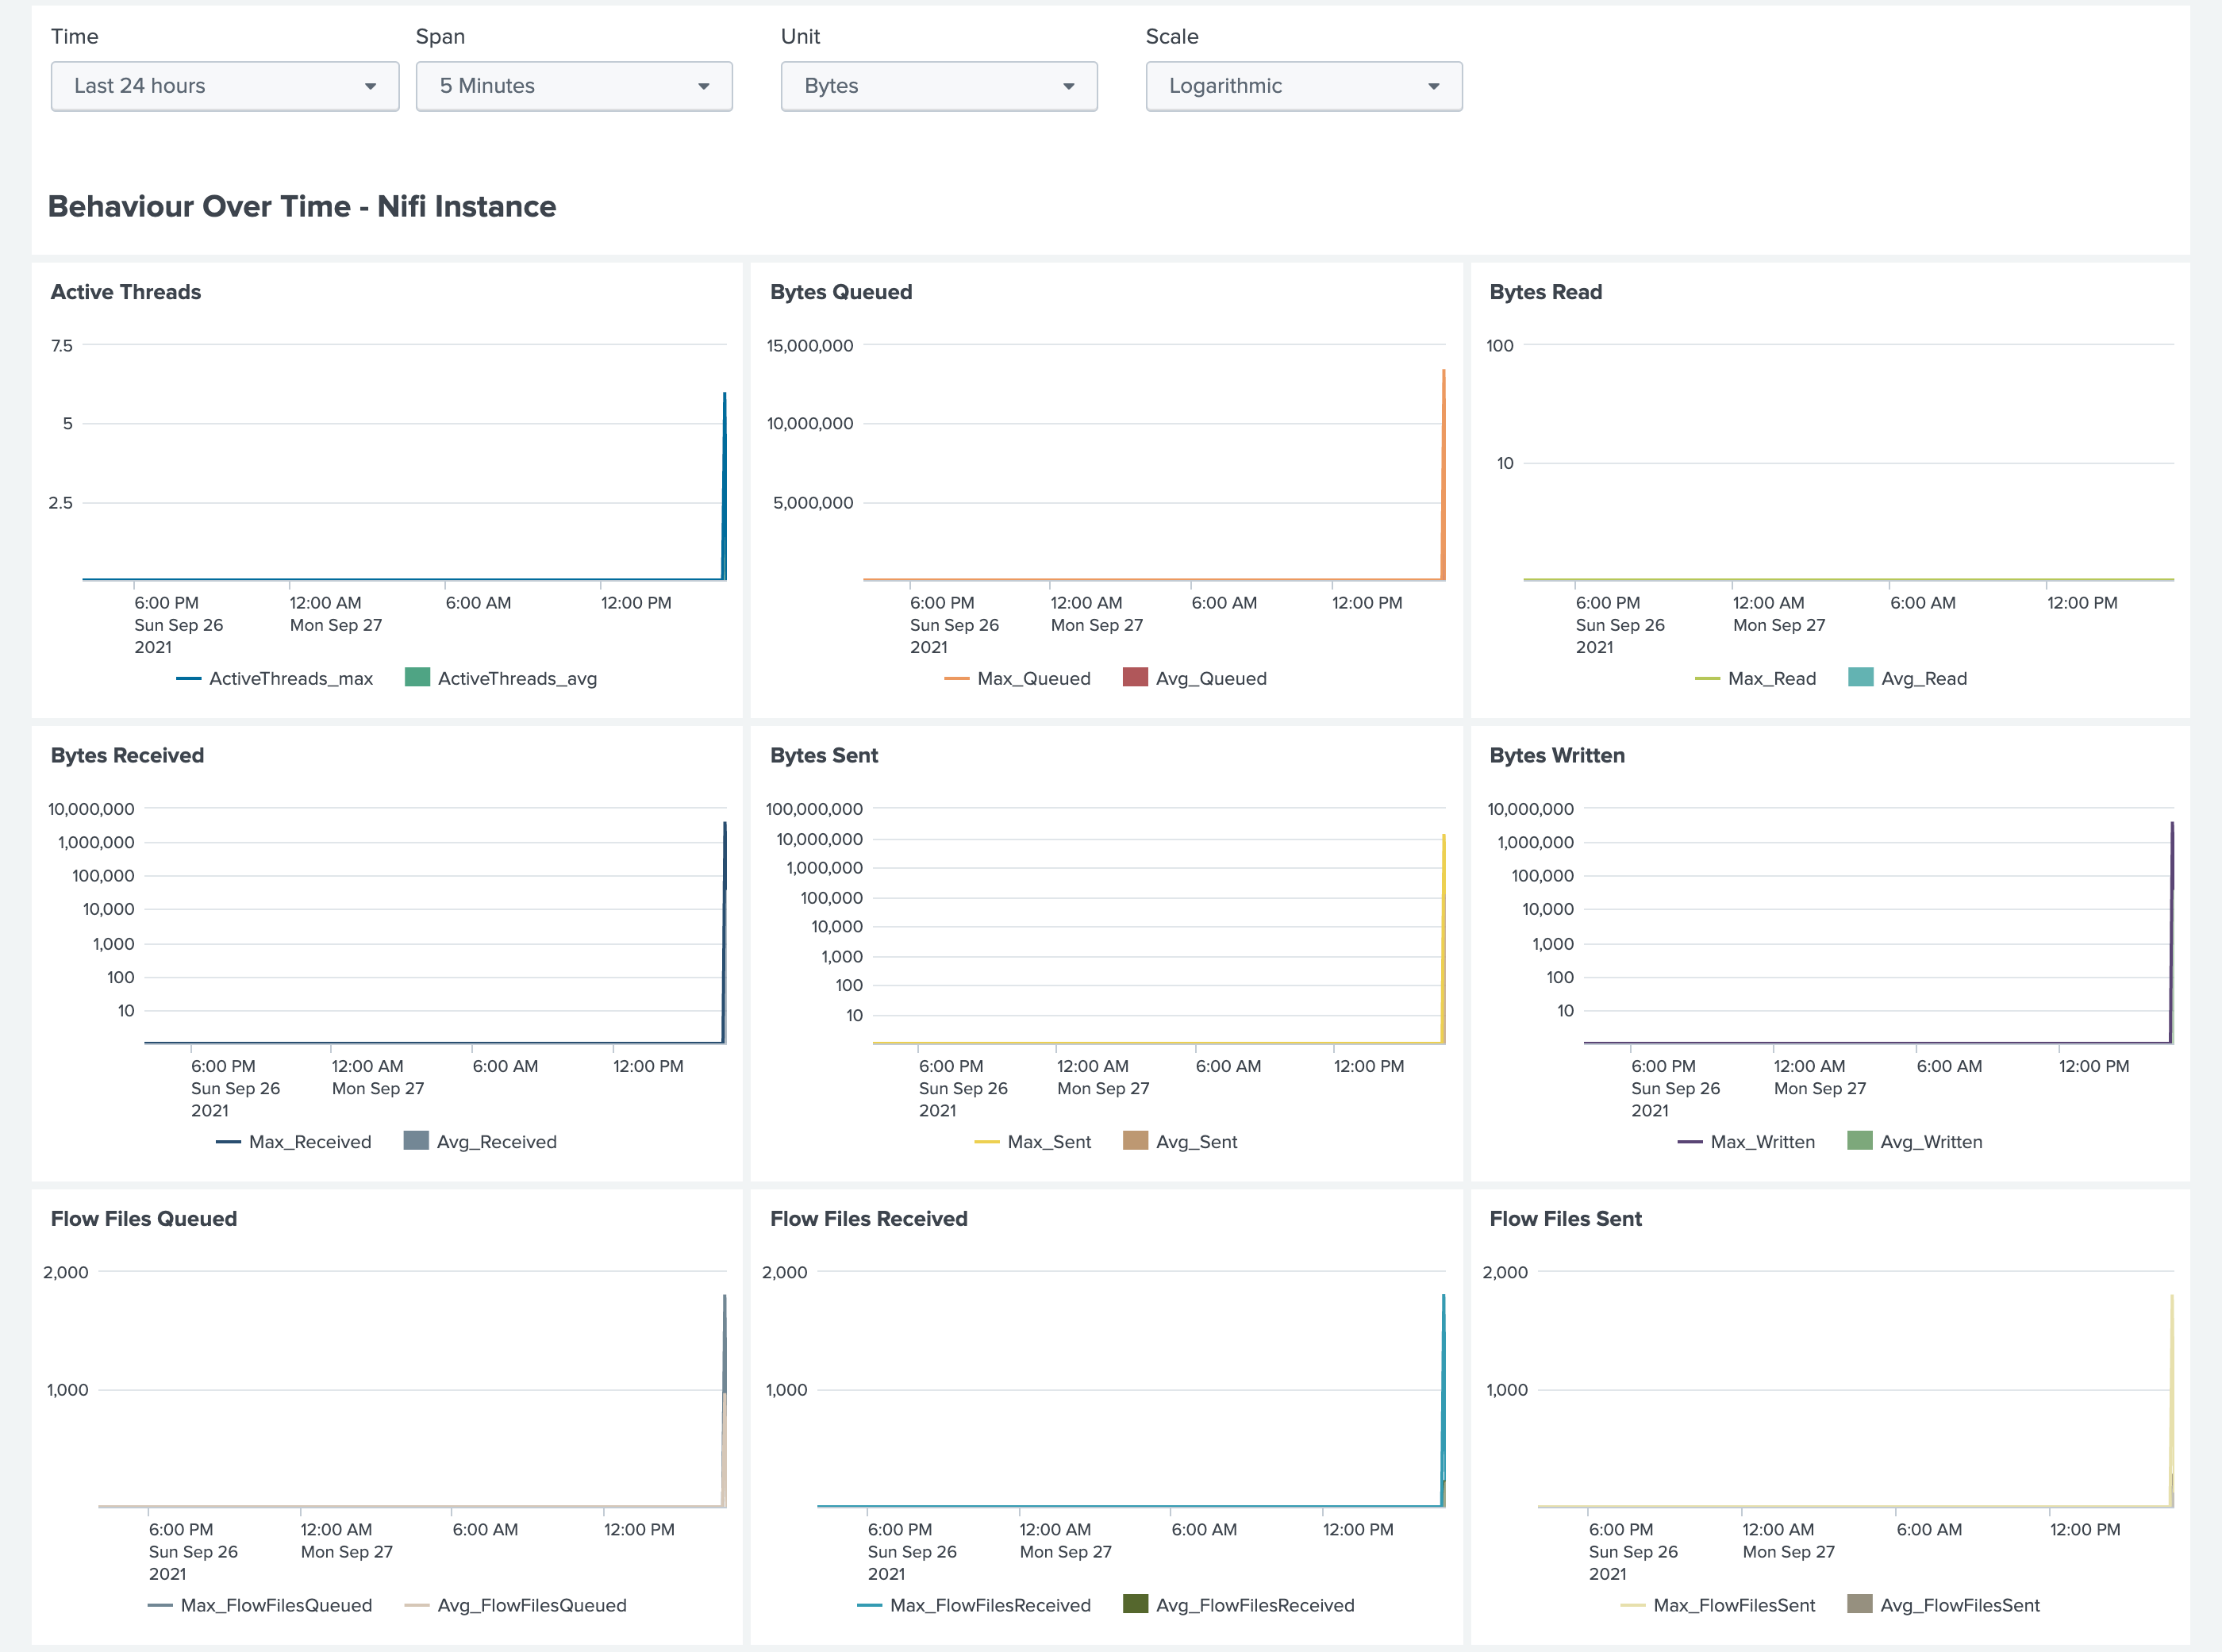 Time
Span
Unit
Scale
Last 24 hours
5 Minutes
Bytes
Logarithmic
Behaviour Over Time - Nifi Instance
Active Threads
7.5
5
2.5
6:00 PM 12:00 AM 6:00 AM 12:00 PM
Sun Sep 26 Mon Sep 27
2021
ActiveThreads_max ActiveThreads_avg
Bytes Queued
15,000,000
10,000,000
5,000,000
6:00 PM 12:00 AM 6:00 AM 12:00 PM
Sun Sep 26 Mon Sep 27
2021
Max_Queued Avg_Queued
Bytes Read
100
10
6:00 PM 12:00 AM 6:00 AM 12:00 PM
Sun Sep 26 Mon Sep 27
2021
Max_Read Avg_Read
Bytes Received
10,000,000
1,000,000
100,000
10,000
1,000
100
10
6:00 PM 12:00 AM 6:00 AM 12:00 PM
Sun Sep 26 Mon Sep 27
2021
Max_Received Avg_Received
Bytes Sent
100,000,000
10,000,000
1,000,000
100,000
10,000
1,000
100
10
6:00 PM 12:00 AM 6:00 AM 12:00 PM
Sun Sep 26 Mon Sep 27
2021
Max_Sent Avg_Sent
Bytes Written
10,000,000
1,000,000
100,000
10,000
1,000
100
10
6:00 PM 12:00 AM 6:00 AM 12:00 PM
Sun Sep 26 Mon Sep 27
2021
Max_Written Avg_Written
Flow Files Queued
2,000
1,000
6:00 PM 12:00 AM 6:00 AM 12:00 PM
Sun Sep 26 Mon Sep 27
2021
Max_FlowFilesQueued Avg_FlowFilesQueued
Flow Files Received
2,000
1,000
6:00 PM 12:00 AM 6:00 AM 12:00 PM
Sun Sep 26 Mon Sep 27
2021
Max_FlowFilesReceived Avg_FlowFilesReceived
Flow Files Sent
2,000
1,000
6:00 PM 12:00 AM 6:00 AM 12:00 PM
Sun Sep 26 Mon Sep 27
2021
Max_FlowFilesSent Avg_FlowFilesSent